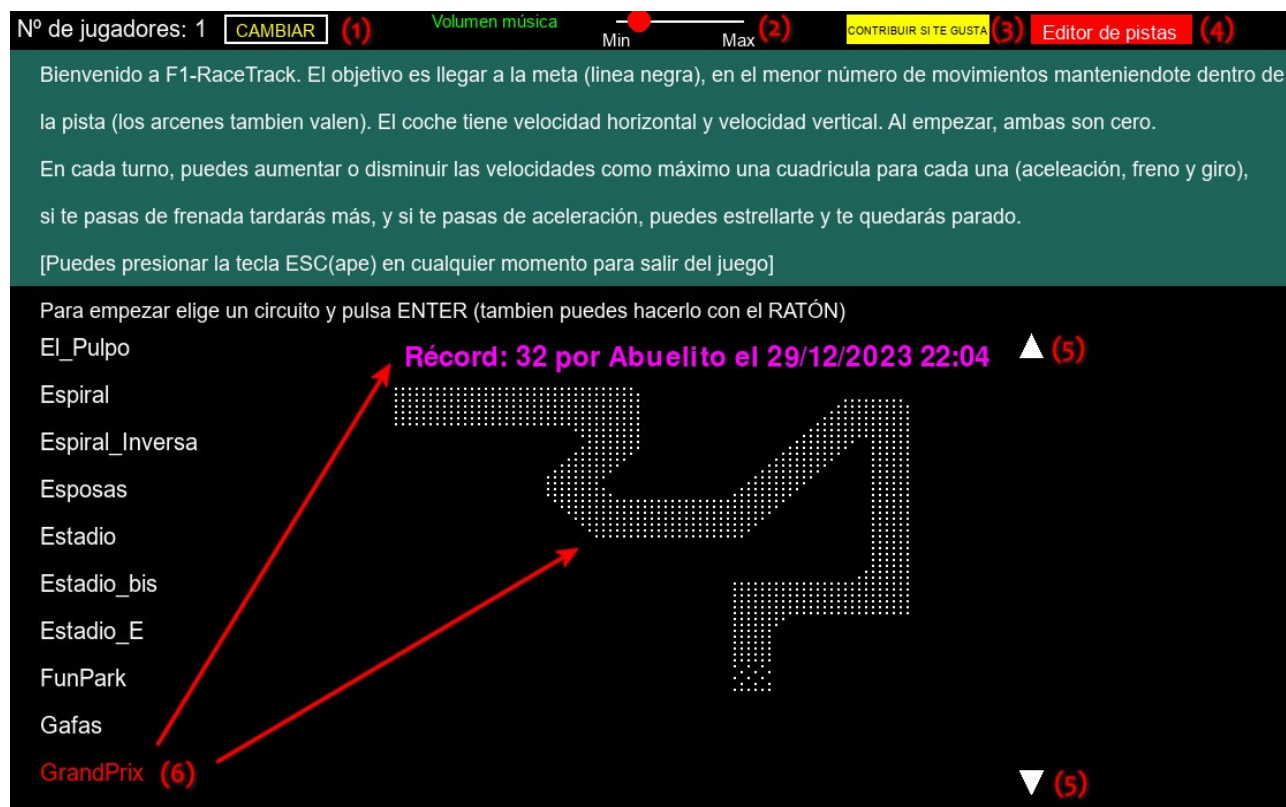 Nº de jugadores: 1 CAMBIAR (1) Volumen música Min Max (2) CONTRIBUIR SI TE GUSTA (3) Editor de pistas (4)
Bienvenido a F1-RaceTrack. El objetivo es llegar a la meta (linea negra), en el menor número de movimientos manteniendote dentro de
la pista (los arcenes tambien valen). El coche tiene velocidad horizontal y velocidad vertical. Al empezar, ambas son cero.
En cada turno, puedes aumentar o disminuir las velocidades como máximo una cuadricula para cada una (aceleación, freno y giro),
si te pasas de frenada tardarás más, y si te pasas de aceleración, puedes estrellarte y te quedarás parado.
[Puedes presionar la tecla ESC(ape) en cualquier momento para salir del juego]
Para empezar elige un circuito y pulsa ENTER (tambien puedes hacerlo con el RATÓN)
El_Pulpo
Récord: 32 por Abuelito el 29/12/2023 22:04 (5)
Espiral
Espiral_Inversa
Esposas
Estadio
Estadio_bis
Estadio_E
FunPark
Gafas
GrandPrix (6)
(5)